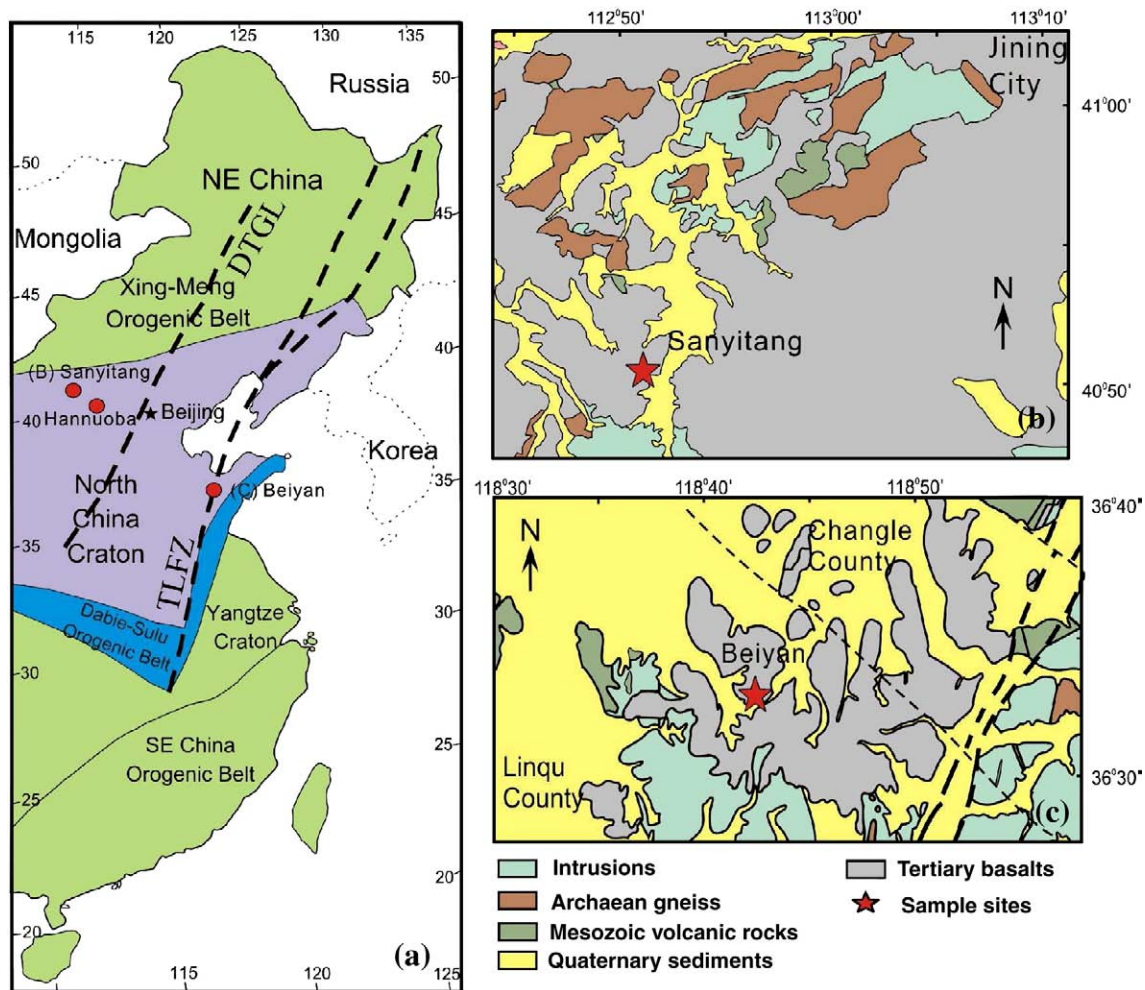 115
120
125
130
135
Russia
50
50
NE China
45
DTGL
Mongolia
45
Xing-Meng
Orogenic Belt
(B) Sanyitang
40
Hannuoba
Beijing
40
Korea
35
(C) Beiyan
North
China
Craton
35
TLFZ
30
Dabie-Sulu
Orogenic Belt
Yangtze
Craton
30
25
SE China
Orogenic Belt
25
20
20
(a)
115
120
112°50'
113°00'
113°10'
Jining
City
41°00'
N
Sanyitang
40°50'
(b)
118°30'
118°40'
118°50'
36°40'
N
Changle
County
Beiyan
Linqu
County
36°30'
(c)
Intrusions
Tertiary basalts
Archaean gneiss
Sample sites
Mesozoic volcanic rocks
Quaternary sediments